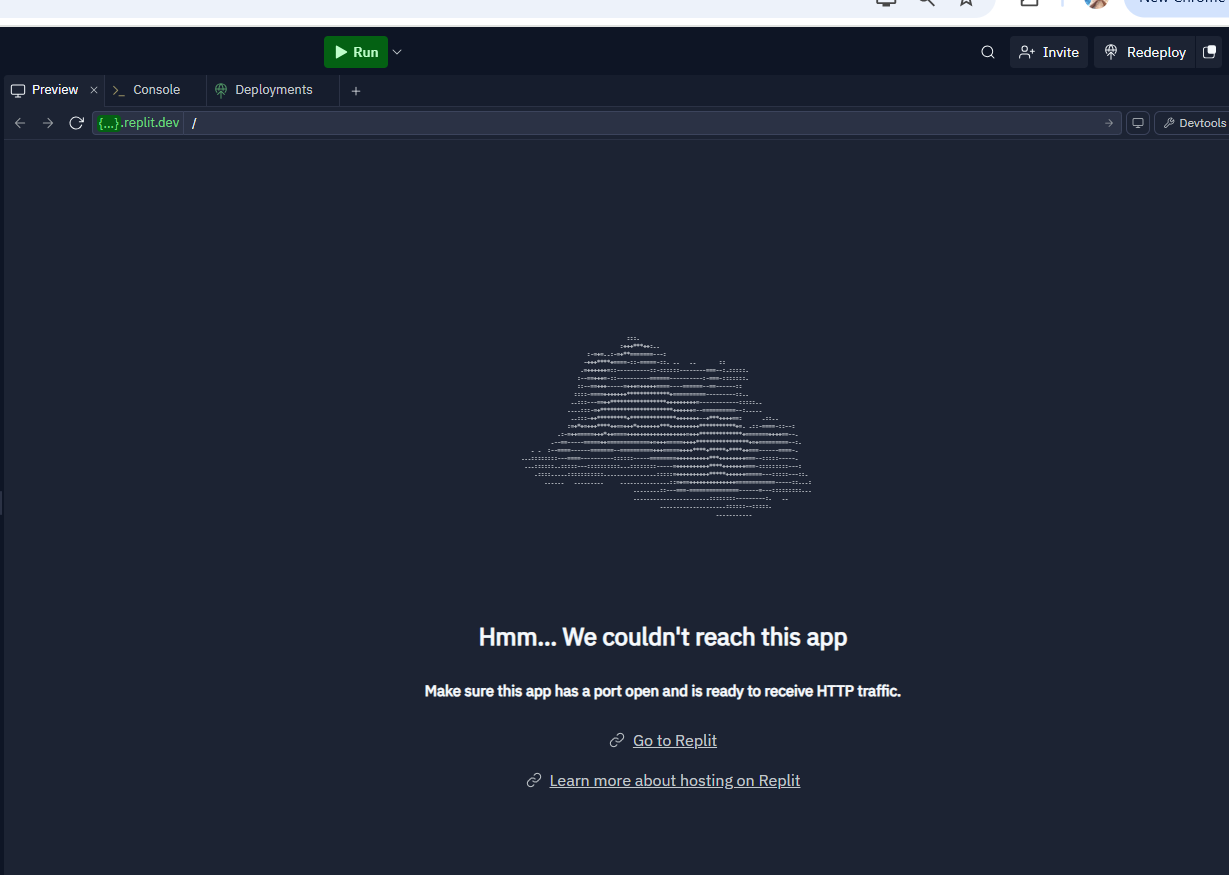 Run
Invite
Redeploy
Preview
Console
Deployments
{...}.replit.dev /
Devtools
Hmm... We couldn't reach this app
Make sure this app has a port open and is ready to receive HTTP traffic.
Go to Replit
Learn more about hosting on Replit